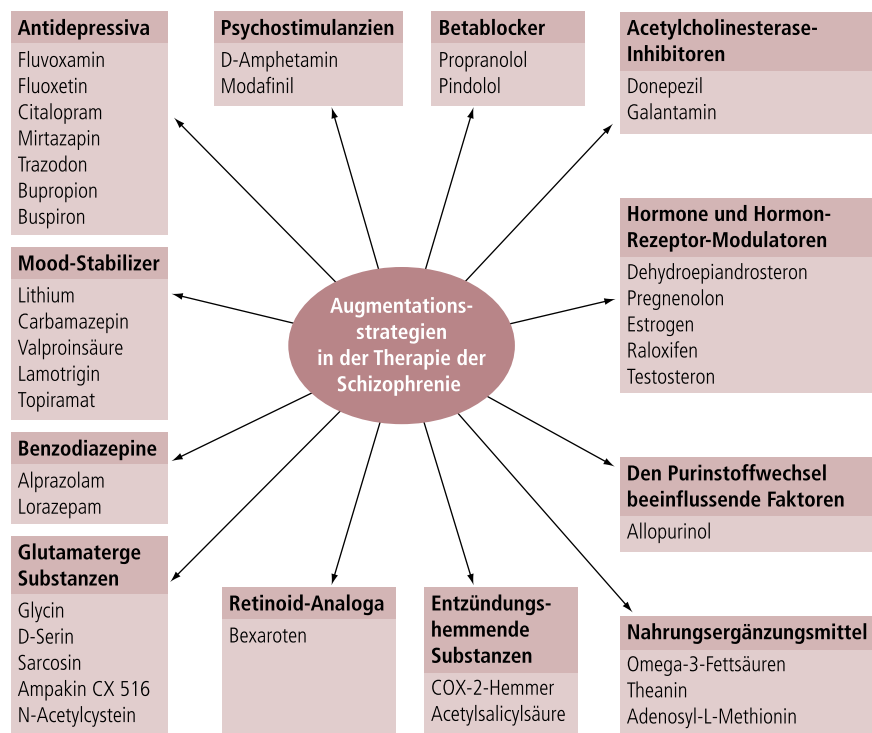 Antidepressiva
Fluvoxamin
Fluoxetin
Citalopram
Mirtazapin
Trazodon
Bupropion
Buspiron
Psychostimulanzien
D-Amphetamin
Modafinil
Betablocker
Propranolol
Pindolol
Acetylcholinesterase-
Inhibitoren
Donepezil
Galantamin
Mood-Stabilizer
Lithium
Carbamazepin
Valproinsäure
Lamotrigin
Topiramat
Augmentations-
strategien
in der Therapie der
Schizophrenie
Hormone und Hormon-
Rezeptor-Modulatoren
Dehydroepiandrosteron
Pregnenolon
Estrogen
Raloxifen
Testosteron
Benzodiazepine
Alprazolam
Lorazepam
Den Purinstoffwechsel
beeinflussende Faktoren
Allopurinol
Glutamaterge
Substanzen
Glycin
D-Serin
Sarcosin
Ampakin CX 516
N-Acetylcystein
Retinoid-Analoga
Bexaroten
Entzündungs-
hemmende
Substanzen
COX-2-Hemmer
Acetylsalicylsäure
Nahrungsergänzungsmittel
Omega-3-Fettsäuren
Theanin
Adenosyl-L-Methionin